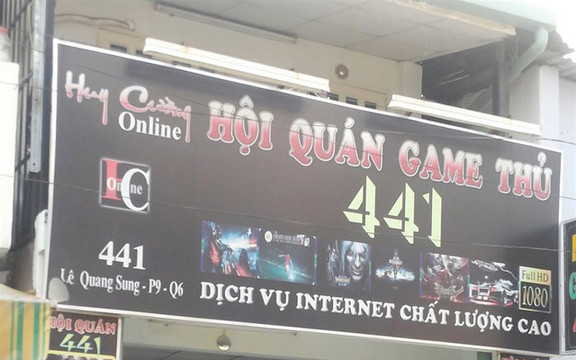 Huy Cường
Online
HỘI QUÁN GAME THỦ
441
IC
Online
441
Lê Quang Sung - P9 - Q6
Full HD
1080
DỊCH VỤ INTERNET CHẤT LƯỢNG CAO
HỘI QUÁN
441